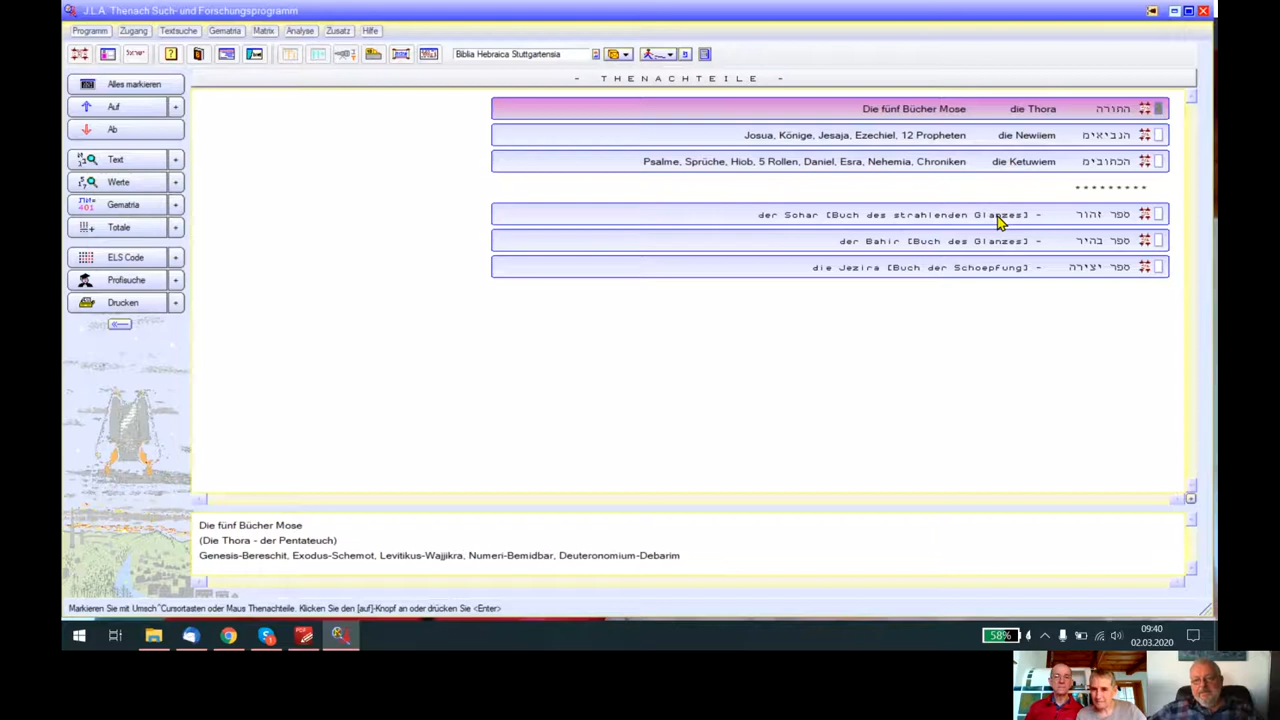 J.L.A. Thenach Such- und Forschungsprogramm
Programm Zugang Textsuche Gematria Matrix Analyse Zusatz Hilfe
Biblia Hebraica Stuttgartensia
- THENACHTEILE -
Alles markieren
Auf
Ab
Text
Werte
Gematria
Totale
ELS Code
Profisuche
Drucken
Die fünf Bücher Mose die Thora התורה
Josua, Könige, Jesaja, Ezechiel, 12 Propheten die Newiiem הנביאים
Psalme, Sprüche, Hiob, 5 Rollen, Daniel, Esra, Nehemia, Chroniken die Ketuwiem הכתובים
der Sohar [Buch des strahlenden Glanzes] - ספר זהור
der Bahir [Buch des Glanzes] - ספר בהיר
die Jezira [Buch der Schoepfung] - ספר יצירה
Die fünf Bücher Mose
(Die Thora - der Pentateuch)
Genesis-Bereschit, Exodus-Schemot, Levitikus-Wajjikra, Numeri-Bemidbar, Deuteronomium-Debarim
Markieren Sie mit Umsch^Cursortasten oder Maus Thenachteile. Klicken Sie den [auf]-Knopf an oder drücken Sie <Enter>
58%
09:40
02.03.2020